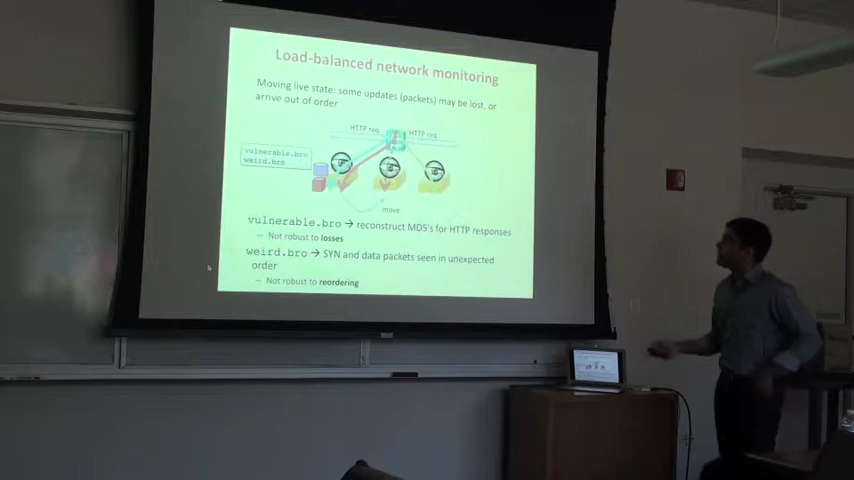 Load-balanced network monitoring
Moving live state: some updates (packets) may be lost, or
arrive out of order
HTTP req HTTP req
vulnerable.bro
weird.bro
move
vulnerable.bro → reconstruct MD5's for HTTP responses
– Not robust to losses
weird.bro → SYN and data packets seen in unexpected
order
– Not robust to reordering